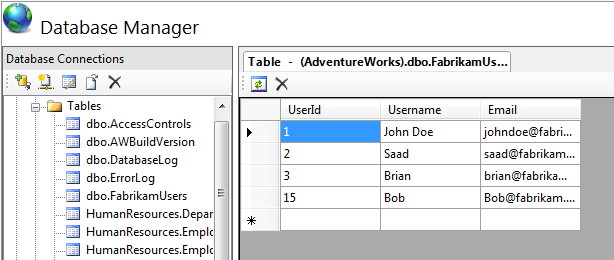 Database Manager
Database Connections
Tables
dbo.AccessControls
dbo.AWBuildVersion
dbo.DatabaseLog
dbo.ErrorLog
dbo.FabrikamUsers
HumanResources.Depa
HumanResources.Emplo
HumanResources.Emplo
Table - (AdventureWorks).dbo.FabrikamUs...
UserId Username Email
1 John Doe johndoe@fabri...
2 Saad saad@fabrikam...
3 Brian brian@fabrika...
15 Bob Bob@fabrikam....